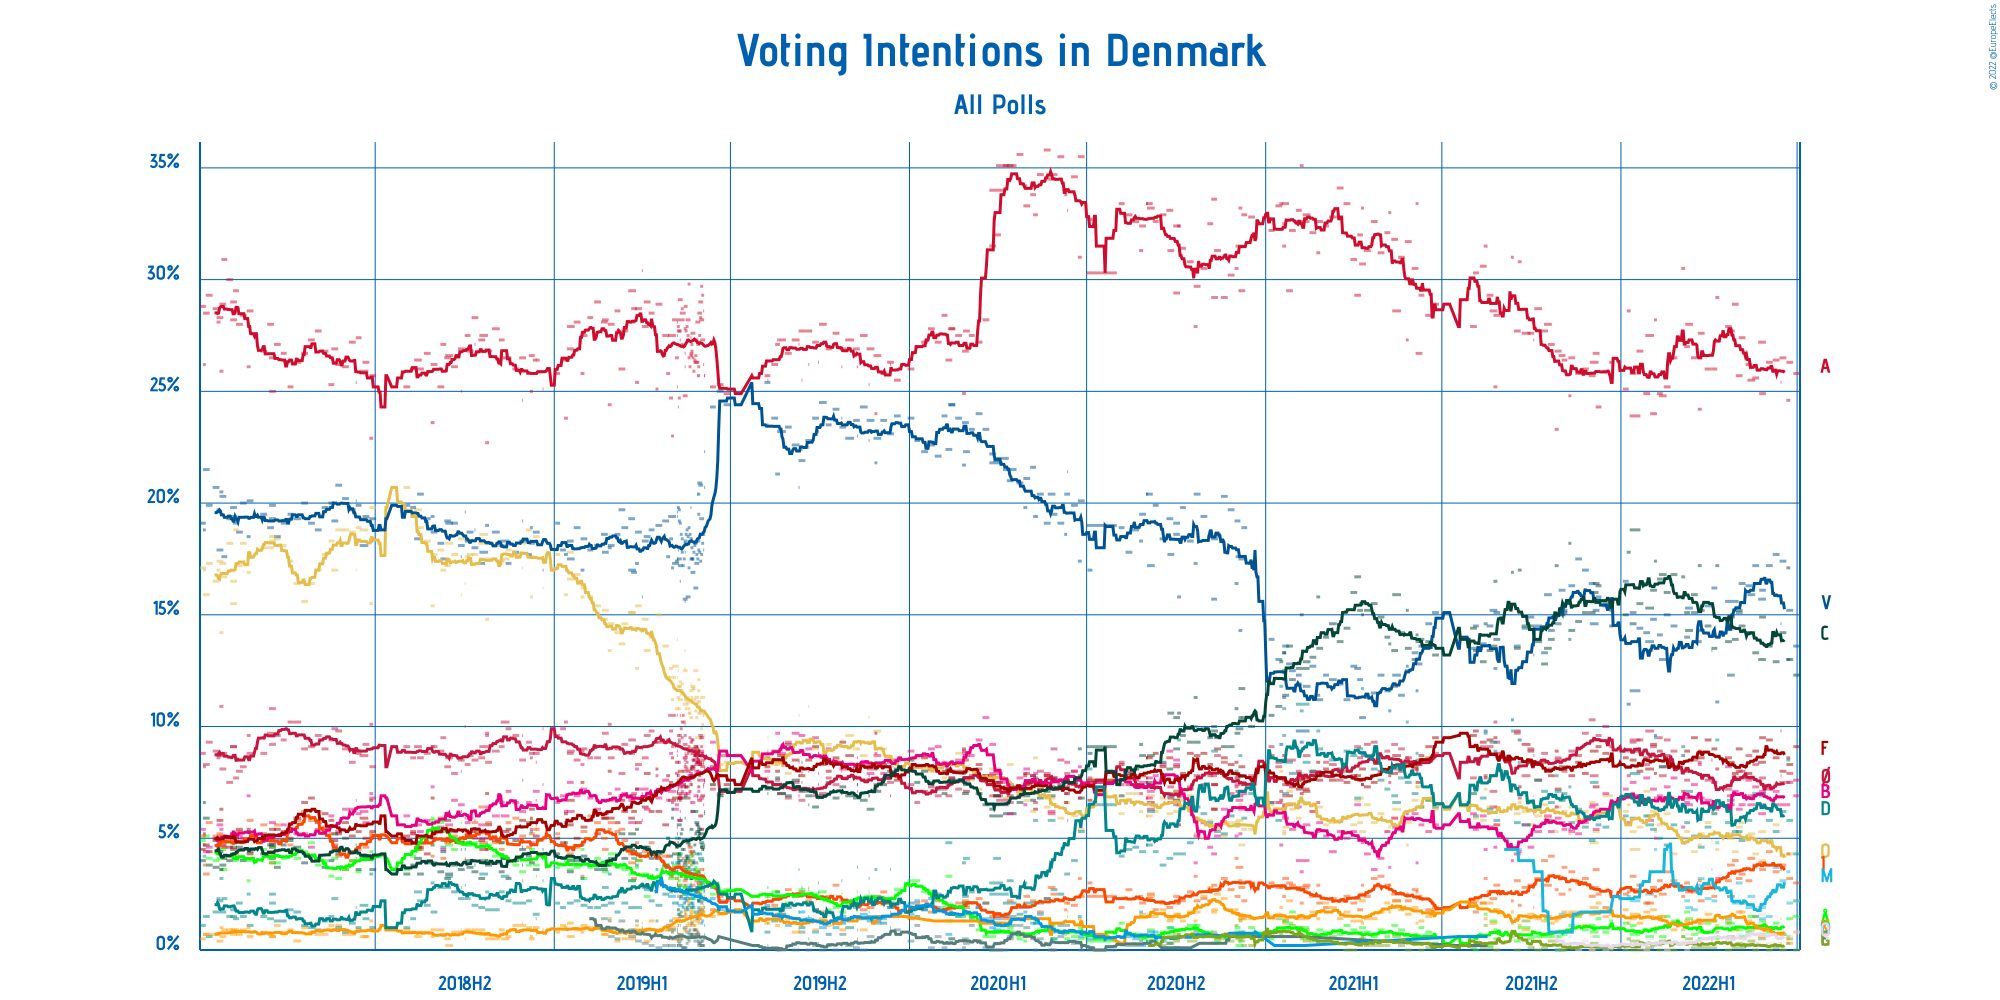 © 2022 @EuropeElects
Voting Intentions in Denmark
All Polls
35%
30%
25%
20%
15%
10%
5%
0%
A
V
C
F
Ø
B
D
O
I
M
Å
2018H2
2019H1
2019H2
2020H1
2020H2
2021H1
2021H2
2022H1